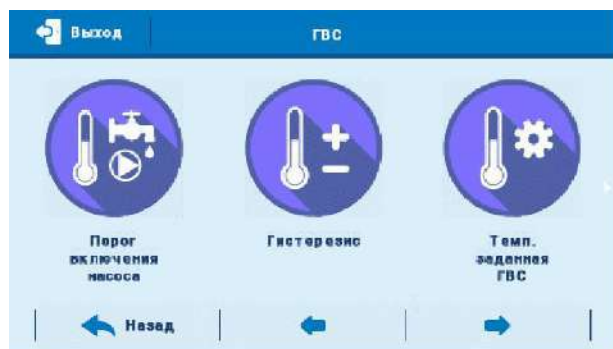 Выход
ГВС
Порог
включения
насоса
Гистерезис
Темп.
заданная
ГВС
Назад